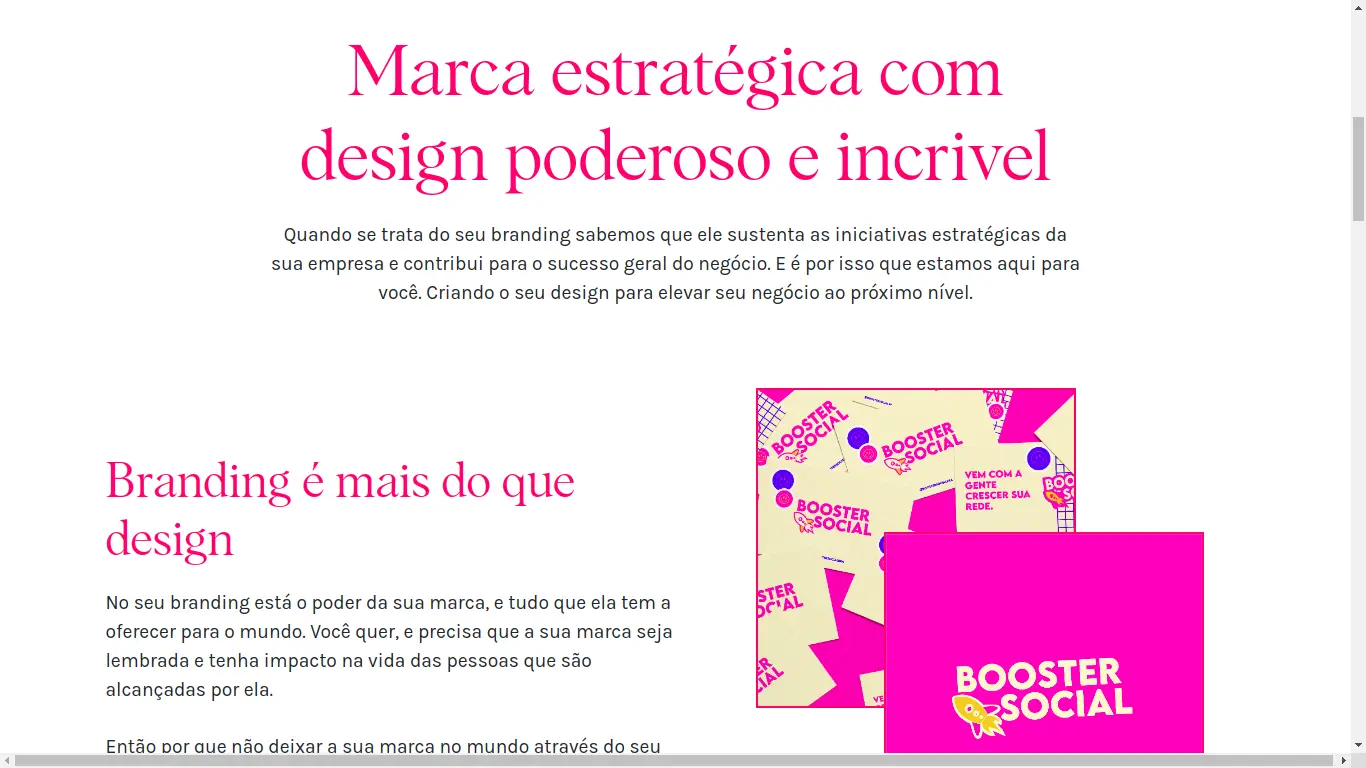 Marca estratégica com
design poderoso e incrivel
Quando se trata do seu branding sabemos que ele sustenta as iniciativas estratégicas da
sua empresa e contribui para o sucesso geral do negócio. E é por isso que estamos aqui para
você. Criando o seu design para elevar seu negócio ao próximo nível.
Branding é mais do que
design
No seu branding está o poder da sua marca, e tudo que ela tem a
oferecer para o mundo. Você quer, e precisa que a sua marca seja
lembrada e tenha impacto na vida das pessoas que são
alcançadas por ela.
Então por que não deixar a sua marca no mundo através do seu
BOOSTER
SOCIAL
BOOSTER
SOCIAL
VEM COM A
GENTE
CRESCER SUA
REDE.
BOOSTER
SOCIAL
BOOSTER
SOCIAL